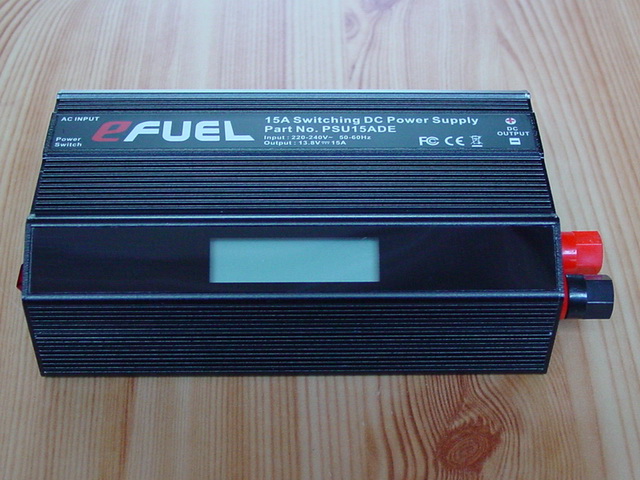 AC INPUT
Power
Switch
eFUEL
15A Switching DC Power Supply
Part No. PSU15ADE
Input : 220-240V~ 50-60Hz
Output : 13.8V⎓15A
FC CE
DC
OUTPUT